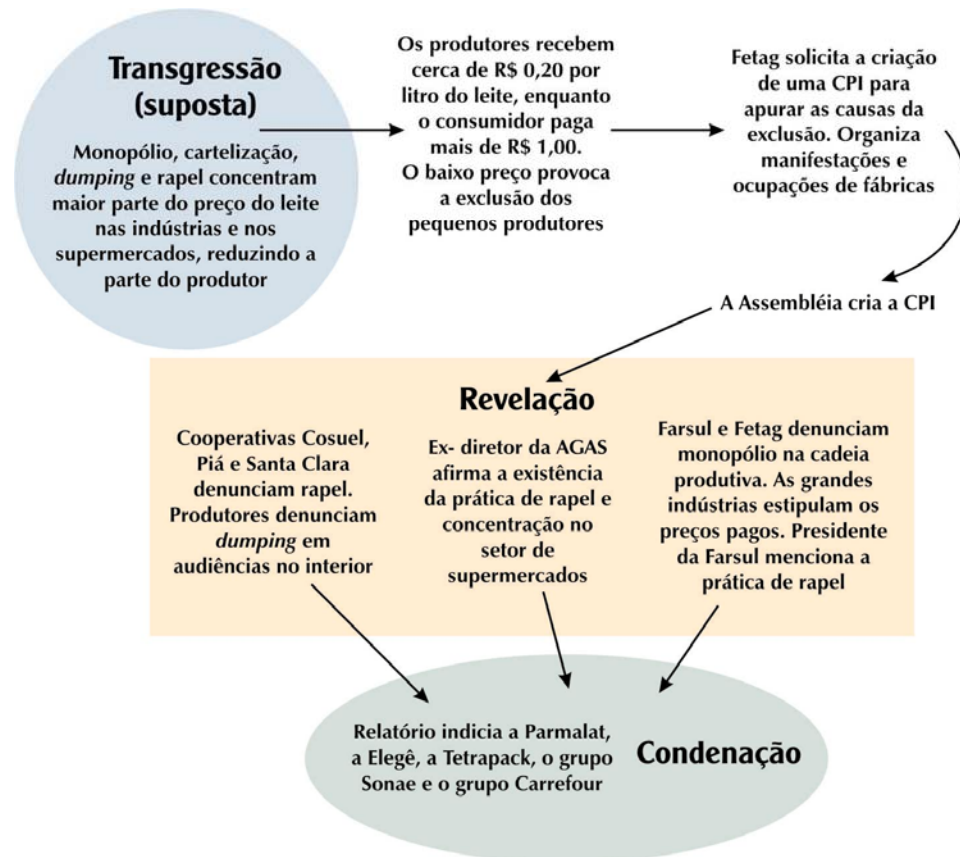 Transgressão
(suposta)
Monopólio, cartelização,
dumping e rapel concentram
maior parte do preço do leite
nas indústrias e nos
supermercados, reduzindo a
parte do produtor
Os produtores recebem
cerca de R$ 0,20 por
litro do leite, enquanto
o consumidor paga
mais de R$ 1,00.
O baixo preço provoca
a exclusão dos
pequenos produtores
Fetag solicita a criação
de uma CPI para
apurar as causas da
exclusão. Organiza
manifestações e
ocupações de fábricas
A Assembléia cria a CPI
Revelação
Cooperativas Cosuel,
Piá e Santa Clara
denunciam rapel.
Produtores denunciam
dumping em
audiências no interior
Ex- diretor da AGAS
afirma a existência
da prática de rapel e
concentração no
setor de
supermercados
Farsul e Fetag denunciam
monopólio na cadeia
produtiva. As grandes
indústrias estipulam os
preços pagos. Presidente
da Farsul menciona a
prática de rapel
Relatório indicia a Parmalat,
a Elegê, a Tetrapack, o grupo
Sonae e o grupo Carrefour
Condenação